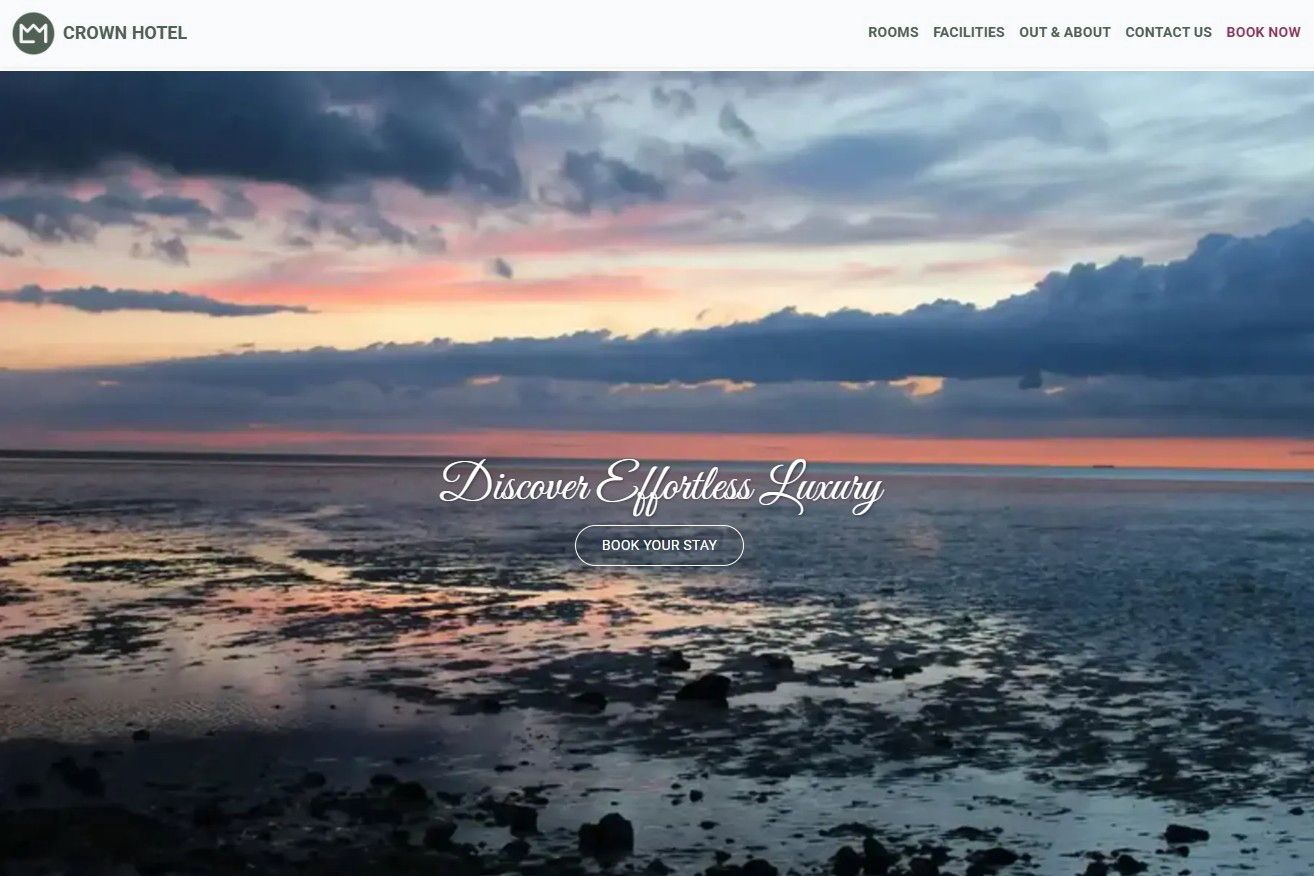 CROWN HOTEL
ROOMS FACILITIES OUT & ABOUT CONTACT US BOOK NOW
Discover Effortless Luxury
BOOK YOUR STAY